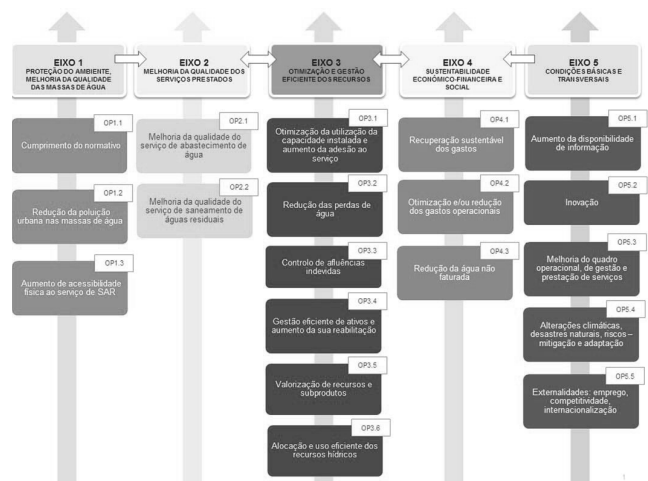 EIXO 1
PROTEÇÃO DO AMBIENTE,
MELHORIA DA QUALIDADE
DAS MASSAS DE ÁGUA
EIXO 2
MELHORIA DA QUALIDADE DOS
SERVIÇOS PRESTADOS
EIXO 3
OTIMIZAÇÃO E GESTÃO
EFICIENTE DOS RECURSOS
EIXO 4
SUSTENTABILIDADE
ECONÓMICO-FINANCEIRA E
SOCIAL
EIXO 5
CONDIÇÕES BÁSICAS E
TRANSVERSAIS
OP1.1
Cumprimento do normativo
OP1.2
Redução da poluição
urbana nas massas de água
OP1.3
Aumento de acessibilidade
física ao serviço de SAR
OP2.1
Melhoria da qualidade do
serviço de abastecimento de
água
OP2.2
Melhoria da qualidade do
serviço de saneamento de
águas residuais
OP3.1
Otimização da utilização da
capacidade instalada e
aumento da adesão ao
serviço
OP3.2
Redução das perdas de
água
OP3.3
Controlo de afluências
indevidas
OP3.4
Gestão eficiente de ativos e
aumento da sua reabilitação
OP3.5
Valorização de recursos e
subprodutos
OP3.6
Alocação e uso eficiente dos
recursos hídricos
OP4.1
Recuperação sustentável
dos gastos
OP4.2
Otimização e/ou redução
dos gastos operacionais
OP4.3
Redução da água não
faturada
OP5.1
Aumento da disponibilidade
de informação
OP5.2
Inovação
OP5.3
Melhoria do quadro
operacional, de gestão e
prestação de serviços
OP5.4
Alterações climáticas,
desastres naturais, riscos –
mitigação e adaptação
OP5.5
Externalidades: emprego,
competitividade,
internacionalização
1